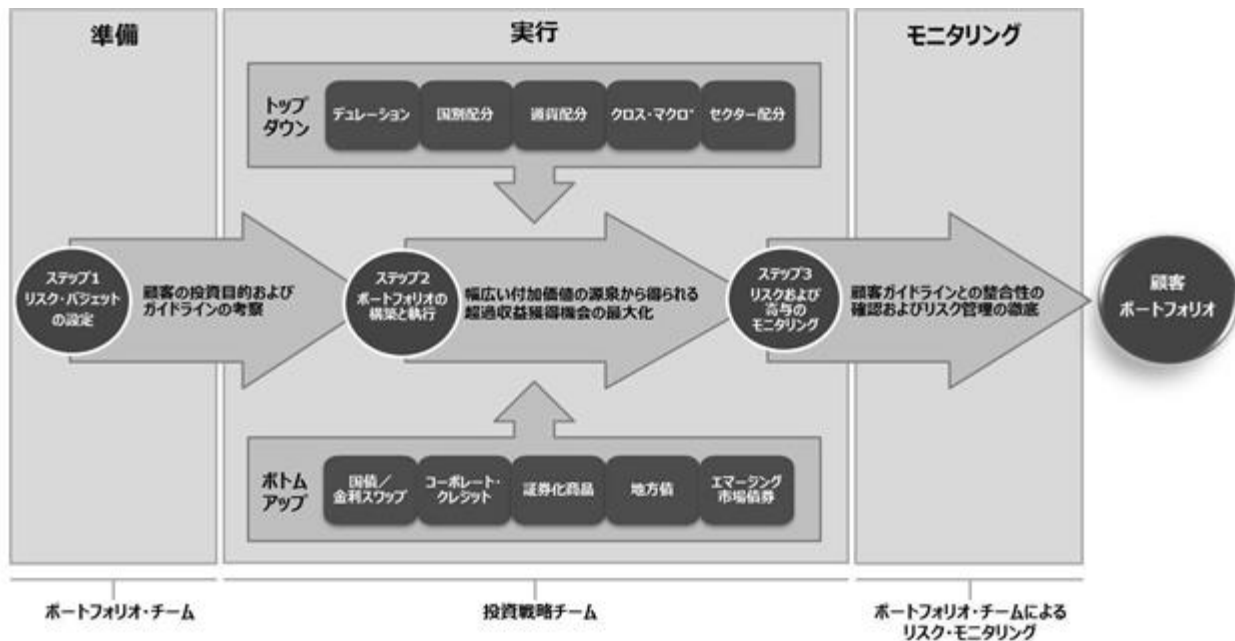 準備
実行
モニタリング
トップ
ダウン
デュレーション
国別配分
通貨配分
クロス・マクロ*
セクター配分
ステップ1
リスク・バジェット
の設定
顧客の投資目的および
ガイドラインの考察
ステップ2
ポートフォリオの
構築と執行
幅広い付加価値の源泉から得られる
超過収益獲得機会の最大化
ステップ3
リスクおよび
寄与の
モニタリング
顧客ガイドラインとの整合性の
確認およびリスク管理の徹底
顧客
ポートフォリオ
ボトム
アップ
国債／
金利スワップ
コーポレート・
クレジット
証券化商品
地方債
エマージング
市場債券
ポートフォリオ・チーム
投資戦略チーム
ポートフォリオ・チームによる
リスク・モニタリング